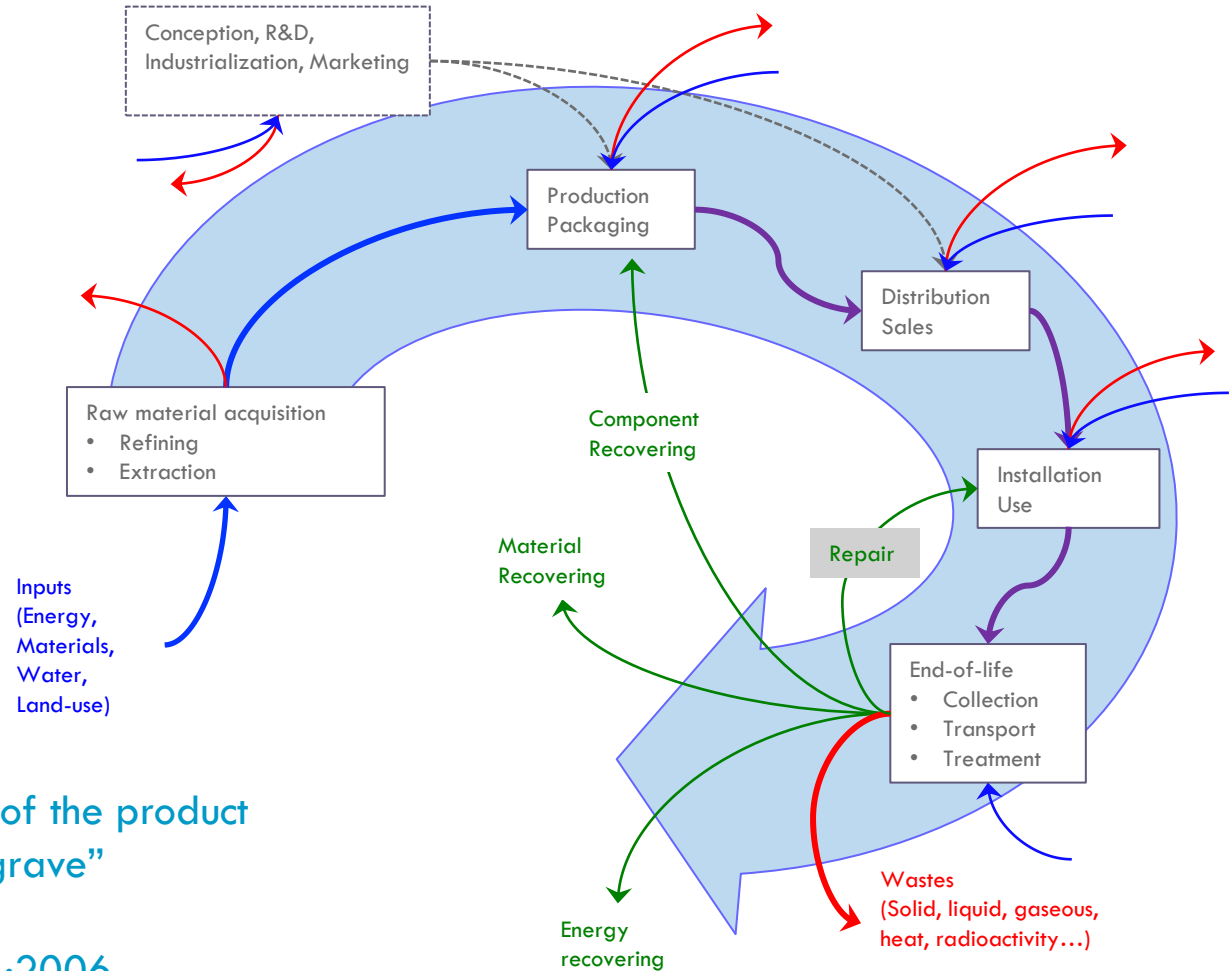 Conception, R&D,
Industrialization, Marketing
Production
Packaging
Distribution
Sales
Raw material acquisition
• Refining
• Extraction
Component
Recovering
Installation
Use
Material
Recovering
Repair
Inputs
(Energy,
Materials,
Water,
Land-use)
End-of-life
• Collection
• Transport
• Treatment
of the product
grave”
Wastes
(Solid, liquid, gaseous,
heat, radioactivity…)
Energy
recovering
:2006